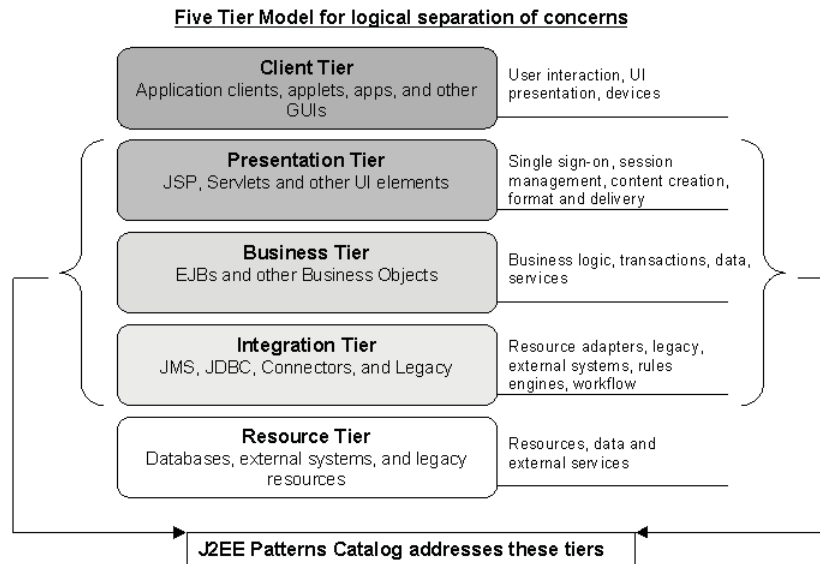 Five Tier Model for logical separation of concerns
Client Tier
Application clients, applets, apps, and other
GUIs
User interaction, UI
presentation, devices
Presentation Tier
JSP, Servlets and other UI elements
Single sign-on, session
management, content creation,
format and delivery
Business Tier
EJBs and other Business Objects
Business logic, transactions, data,
services
Integration Tier
JMS, JDBC, Connectors, and Legacy
Resource adapters, legacy,
external systems, rules
engines, workflow
Resource Tier
Databases, external systems, and legacy
resources
Resources, data and
external services
J2EE Patterns Catalog addresses these tiers